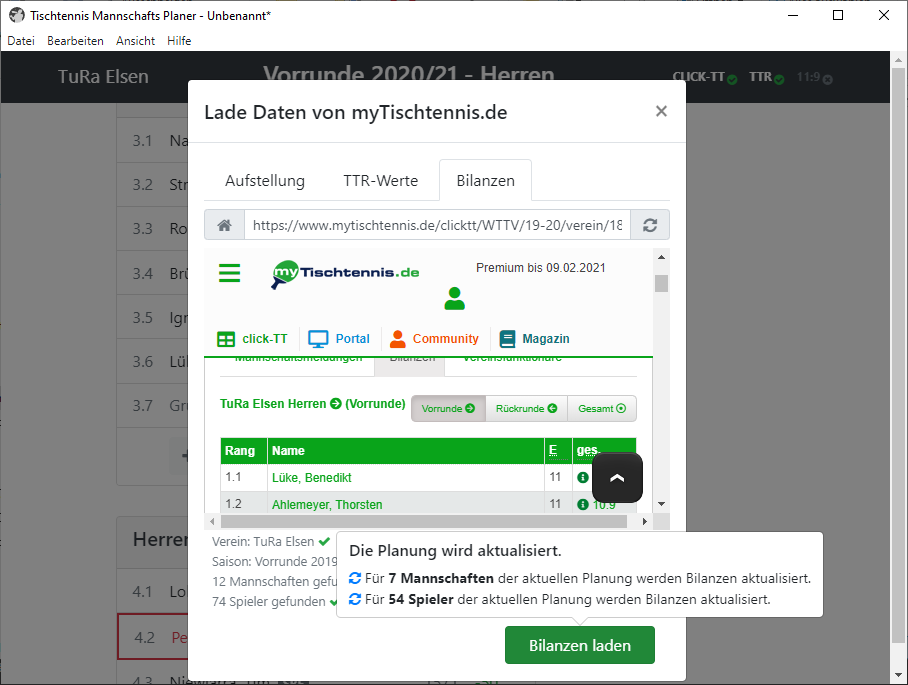 Tischtennis Mannschafts Planer - Unbenannt*
Datei Bearbeiten Ansicht Hilfe
TuRa Elsen Vorrunde 2020/21 - Herren CLICK-TT TTR 11:9
Lade Daten von myTischtennis.de ×
Aufstellung TTR-Werte Bilanzen
https://www.mytischtennis.de/clicktt/WTTV/19-20/verein/18
myTischtennis.de Premium bis 09.02.2021
click-TT Portal Community Magazin
Mannschaftsmeldungen Bilanzen Vereinsfunktionäre
TuRa Elsen Herren (Vorrunde) Vorrunde Rückrunde Gesamt
Rang Name E ges.
1.1 Lüke, Benedikt 11
1.2 Ahlemeyer, Thorsten 11 10:9
Verein: TuRa Elsen
Saison: Vorrunde 2019
12 Mannschaften gefu
74 Spieler gefunden
Die Planung wird aktualisiert.
Für 7 Mannschaften der aktuellen Planung werden Bilanzen aktualisiert.
Für 54 Spieler der aktuellen Planung werden Bilanzen aktualisiert.
Bilanzen laden
3.1 Na
3.2 Str
3.3 Ro
3.4 Brü
3.5 Igr
3.6 Lül
3.7 Gru
Herren
4.1 Lo
4.2 Pe
4.3